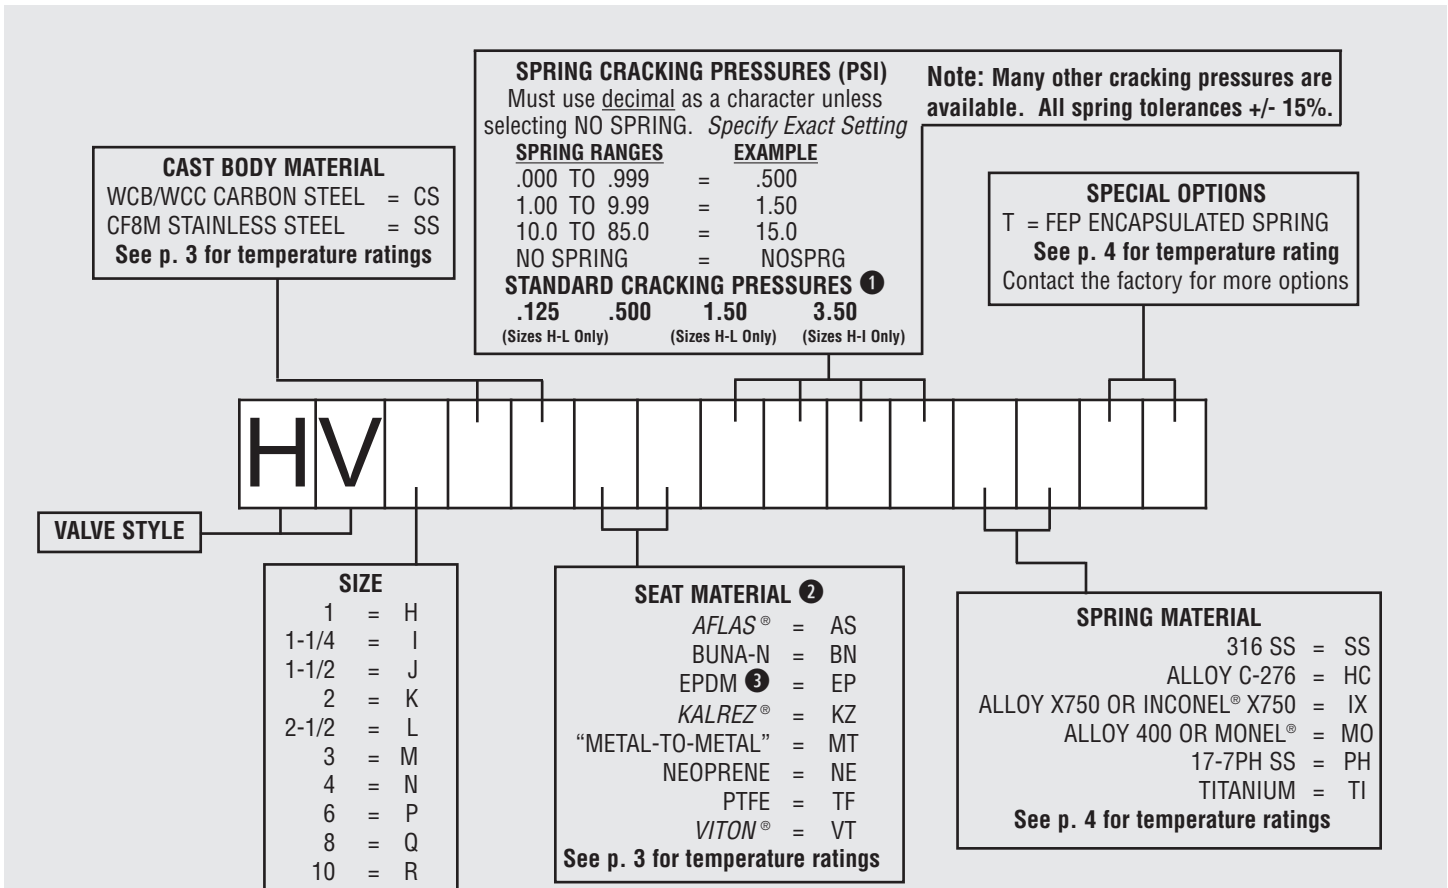 SPRING CRACKING PRESSURES (PSI)
Must use decimal as a character unless
selecting NO SPRING. Specify Exact Setting
SPRING RANGES EXAMPLE
.000 TO .999 = .500
1.00 TO 9.99 = 1.50
10.0 TO 85.0 = 15.0
NO SPRING = NOSPRG
STANDARD CRACKING PRESSURES ❶
.125 .500 1.50 3.50
(Sizes H-L Only) (Sizes H-L Only) (Sizes H-I Only)
Note: Many other cracking pressures are
available. All spring tolerances +/- 15%.
CAST BODY MATERIAL
WCB/WCC CARBON STEEL = CS
CF8M STAINLESS STEEL = SS
See p. 3 for temperature ratings
SPECIAL OPTIONS
T = FEP ENCAPSULATED SPRING
See p. 4 for temperature rating
Contact the factory for more options
HV
VALVE STYLE
SIZE
1 = H
1-1/4 = I
1-1/2 = J
2 = K
2-1/2 = L
3 = M
4 = N
6 = P
8 = Q
10 = R
SEAT MATERIAL ❷
AFLAS ® = AS
BUNA-N = BN
EPDM ❸ = EP
KALREZ ® = KZ
“METAL-TO-METAL” = MT
NEOPRENE = NE
PTFE = TF
VITON ® = VT
See p. 3 for temperature ratings
SPRING MATERIAL
316 SS = SS
ALLOY C-276 = HC
ALLOY X750 OR INCONEL® X750 = IX
ALLOY 400 OR MONEL® = MO
17-7PH SS = PH
TITANIUM = TI
See p. 4 for temperature ratings